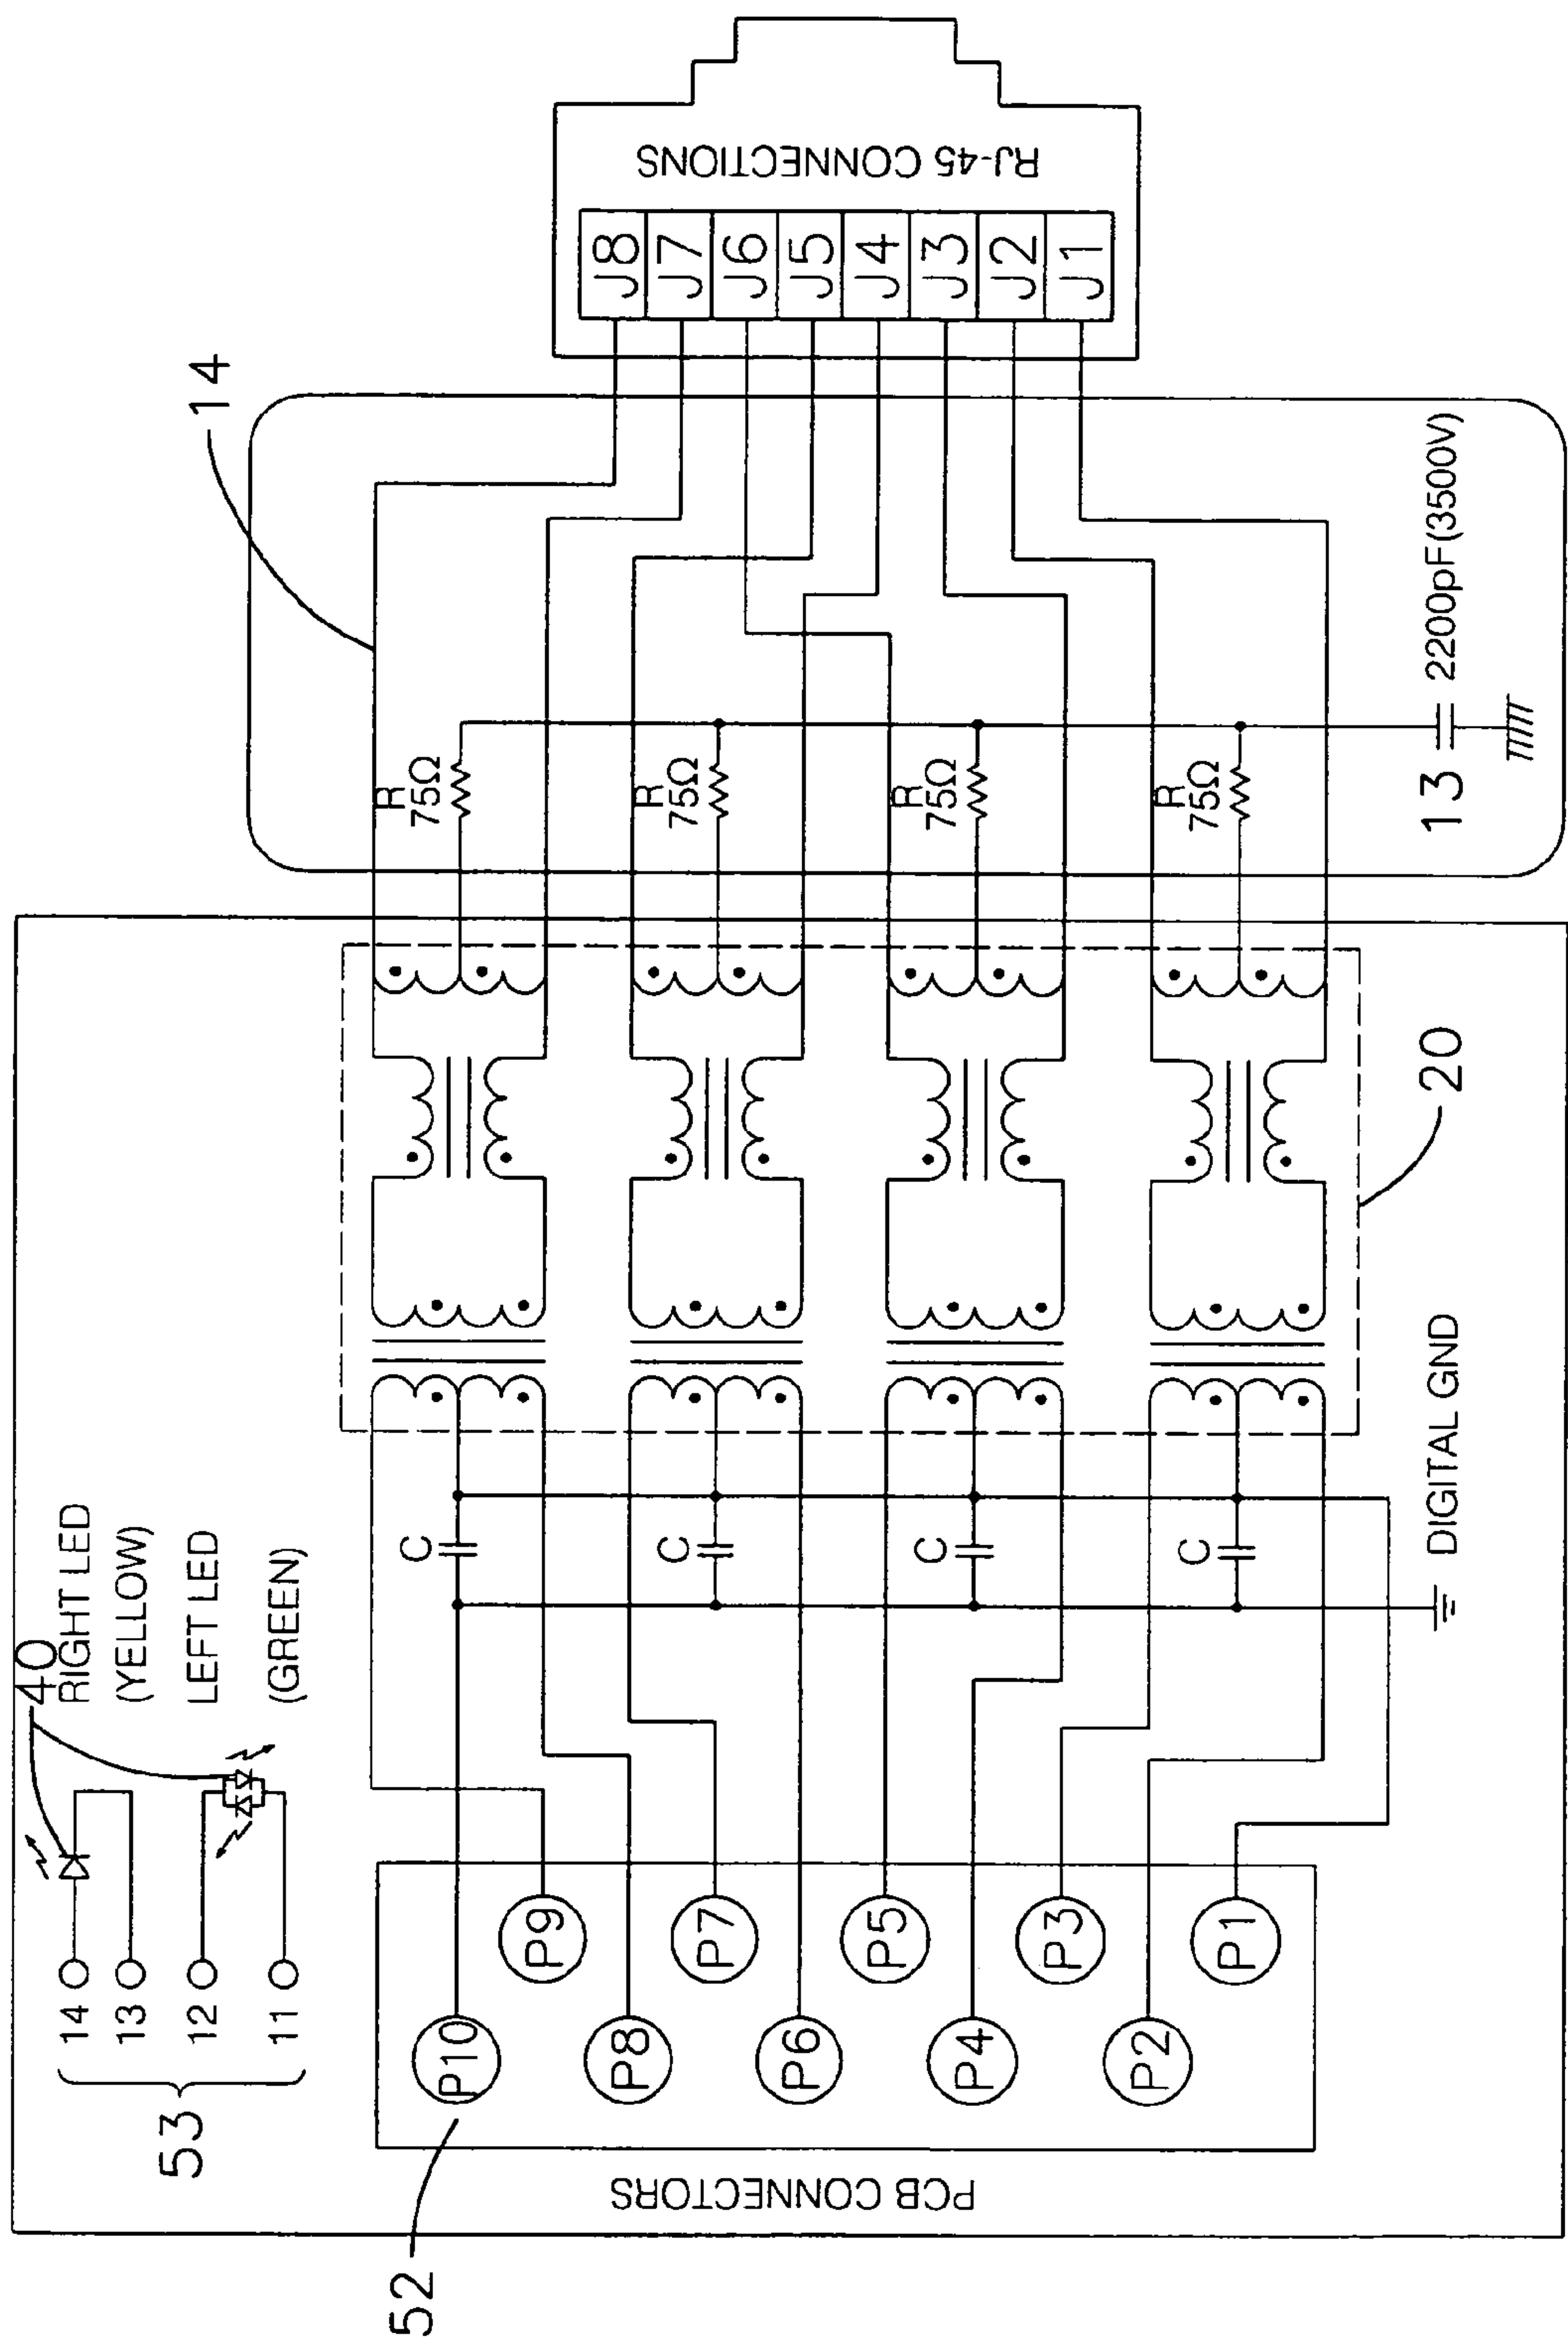 53
14
13
12
11
40
RIGHT LED
(YELLOW)
LEFT LED
(GREEN)
52
PCB CONNECTORS
P10
P9
P8
P7
P6
P5
P4
P3
P2
P1
C
C
C
C
DIGITAL GND
20
14
R
75Ω
R
75Ω
R
75Ω
R
75Ω
13
2200pF(3500V)
RJ-45 CONNECTIONS
J8
J7
J6
J5
J4
J3
J2
J1